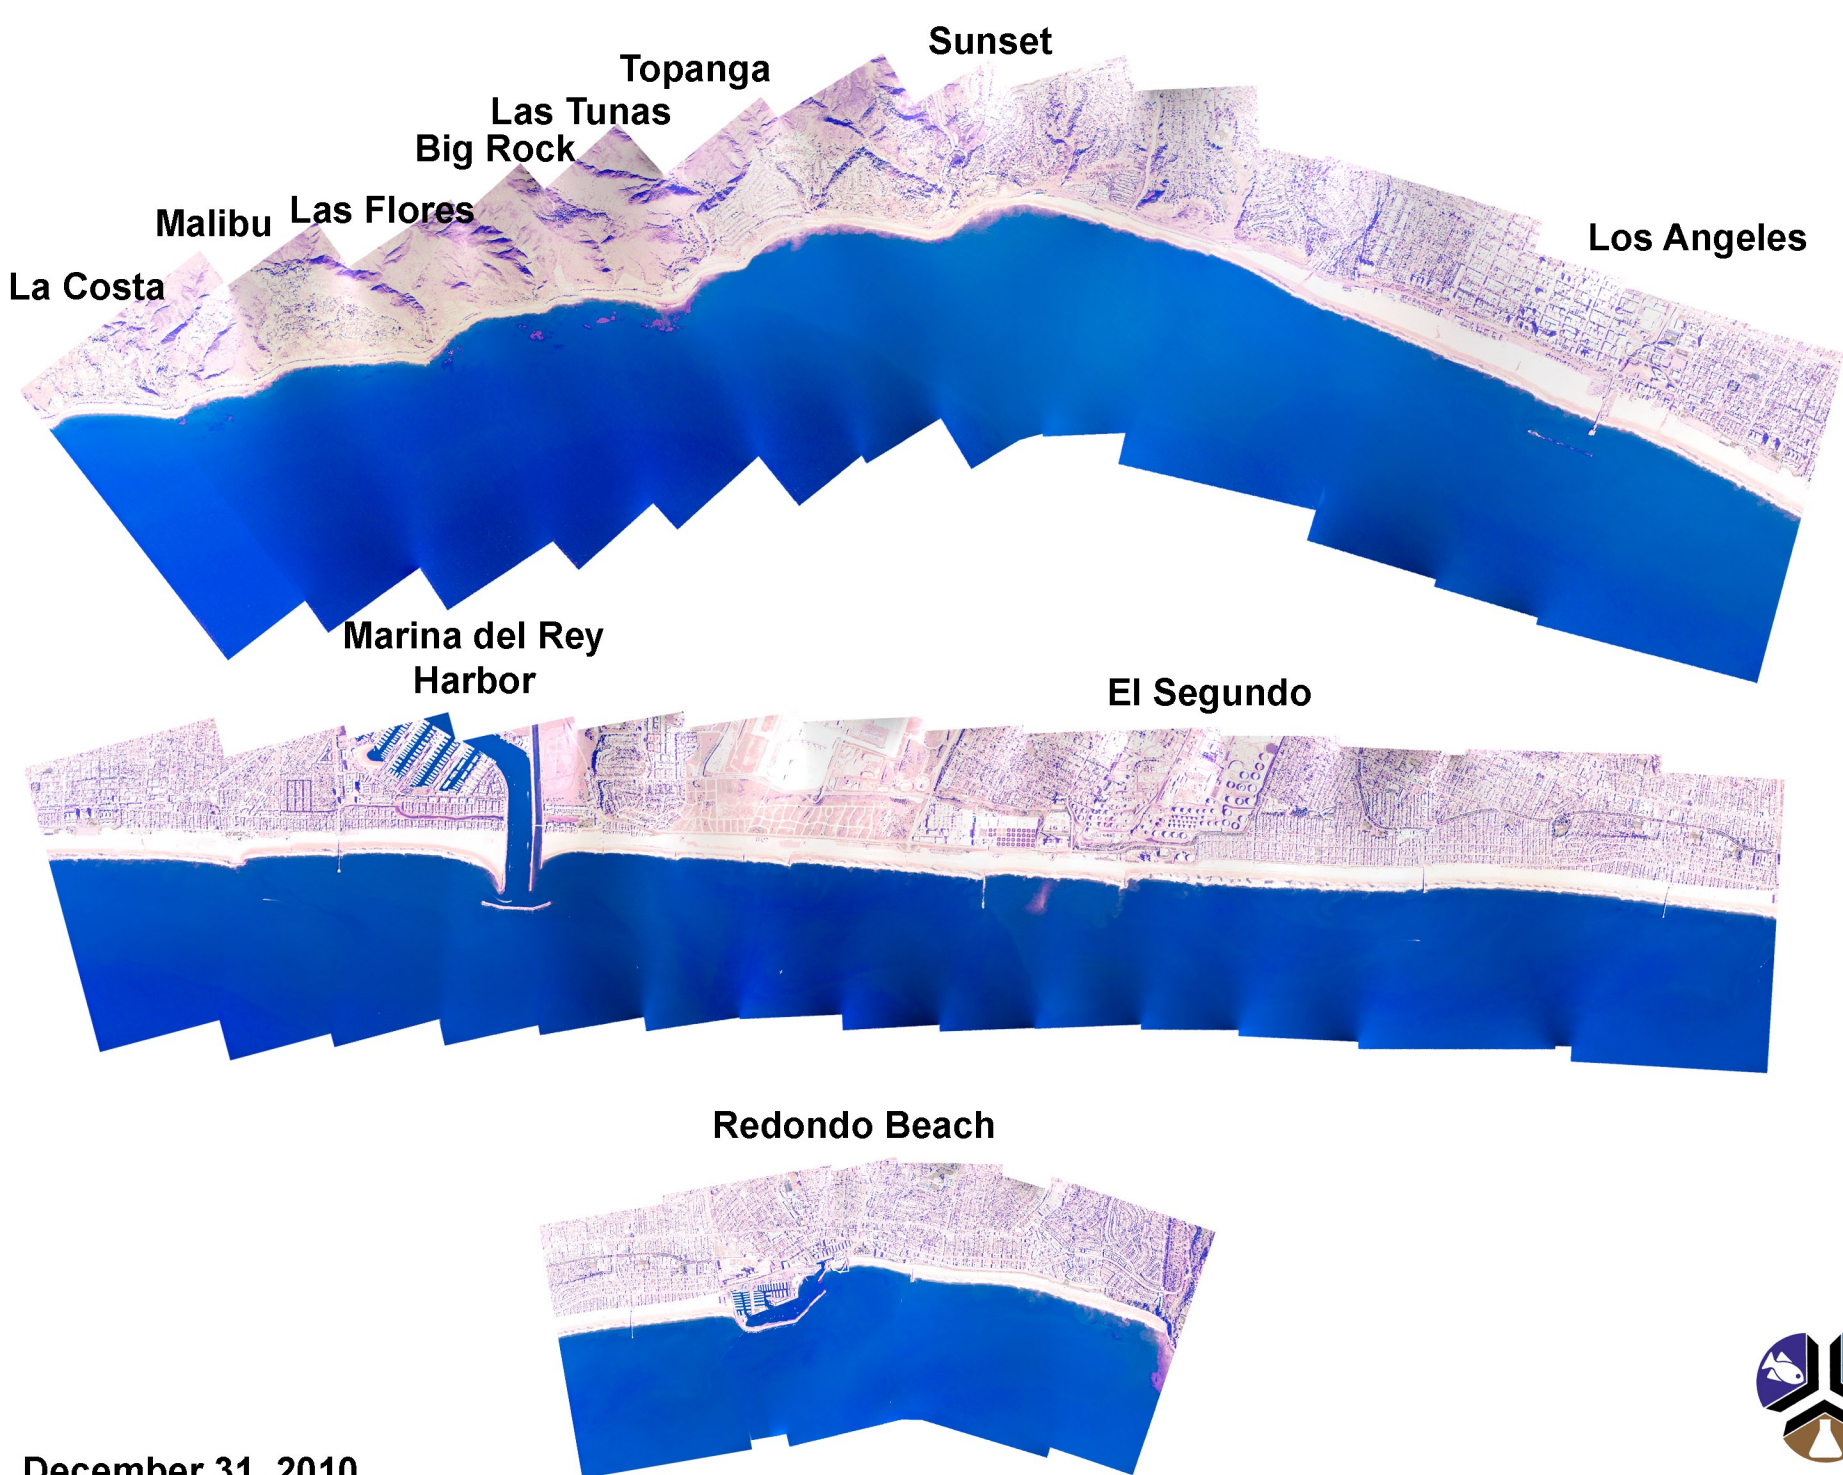 Sunset
Topanga
Las Tunas
Big Rock
Malibu
Las Flores
Los Angeles
La Costa
Marina del Rey
Harbor
El Segundo
Redondo Beach
December 31, 2010